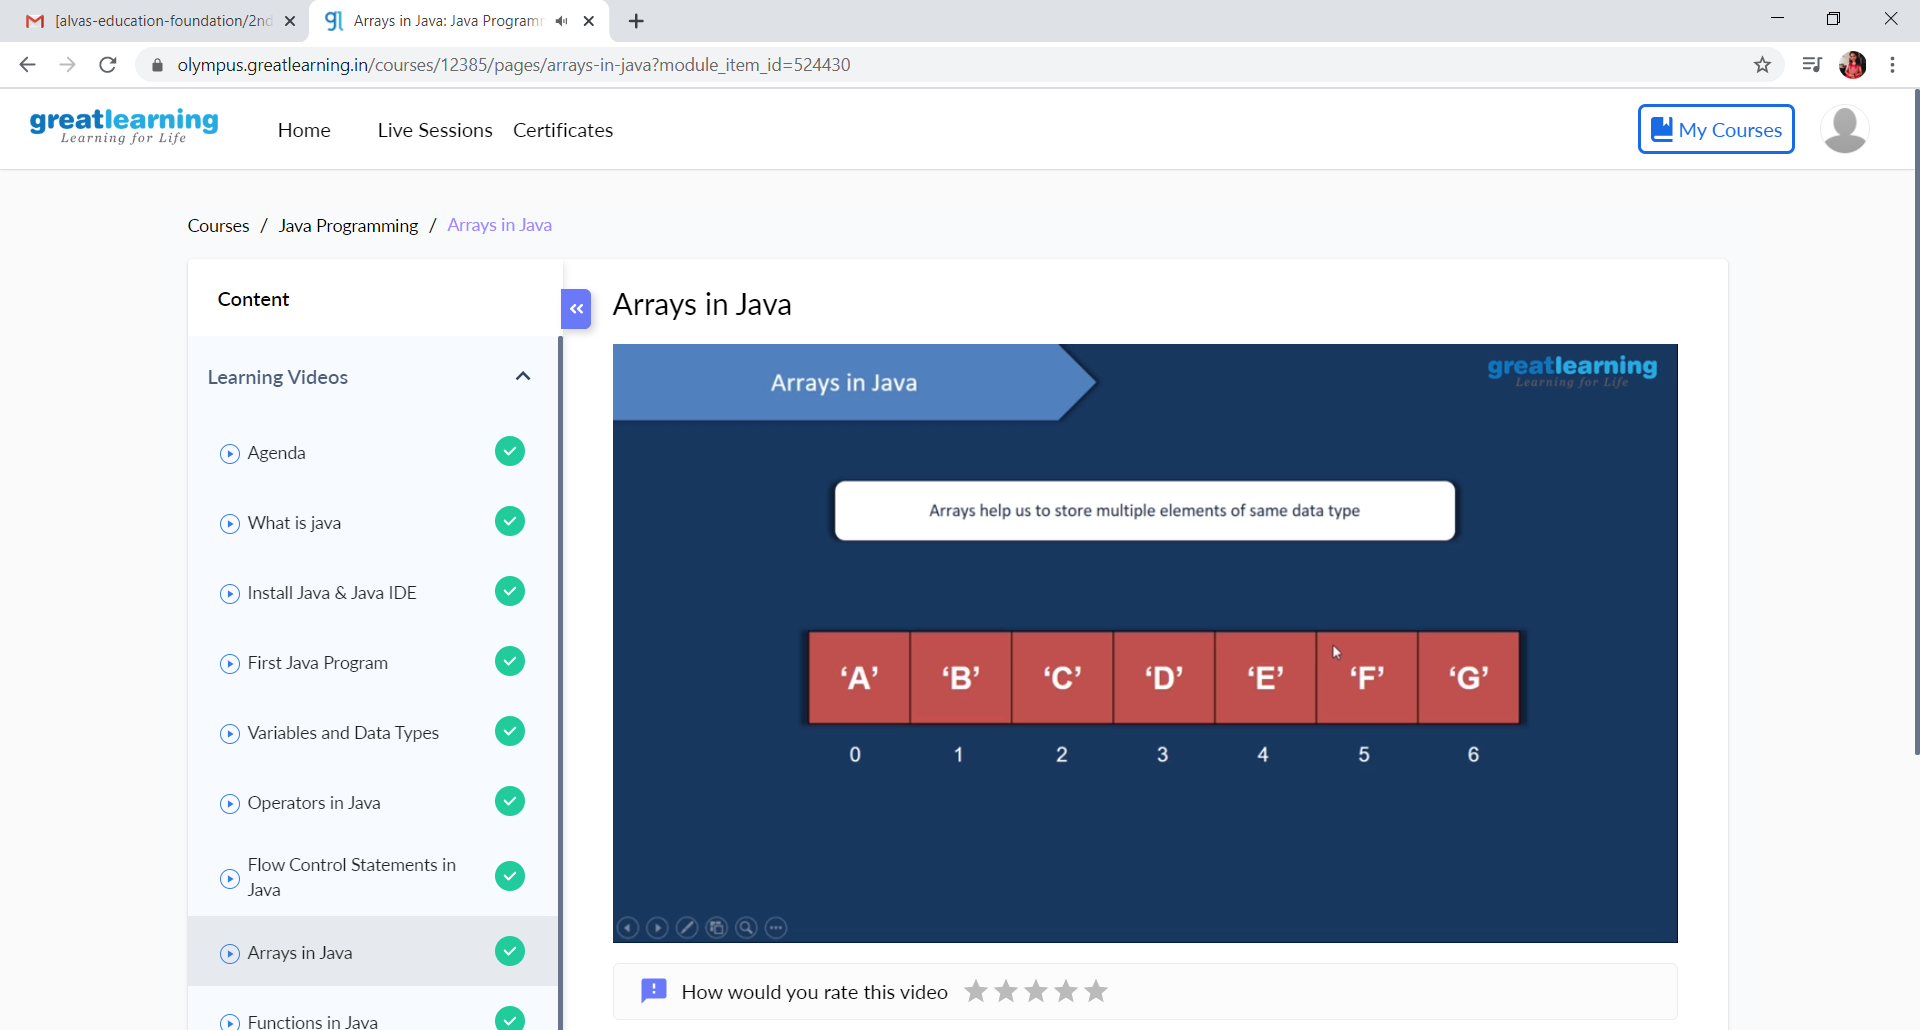 [alvas-education-foundation/2nd
Arrays in Java: Java Programm
olympus.greatlearning.in/courses/12385/pages/arrays-in-java?module_item_id=524430
greatlearning
Learning for Life
Home
Live Sessions
Certificates
My Courses
Courses / Java Programming / Arrays in Java
Content
Arrays in Java
Learning Videos
Agenda
What is java
Install Java & Java IDE
First Java Program
Variables and Data Types
Operators in Java
Flow Control Statements in
Java
Arrays in Java
Functions in Java
Arrays in Java
greatlearning
Learning for Life
Arrays help us to store multiple elements of same data type
‘A’ ‘B’ ‘C’ ‘D’ ‘E’ ‘F’ ‘G’
0 1 2 3 4 5 6
How would you rate this video